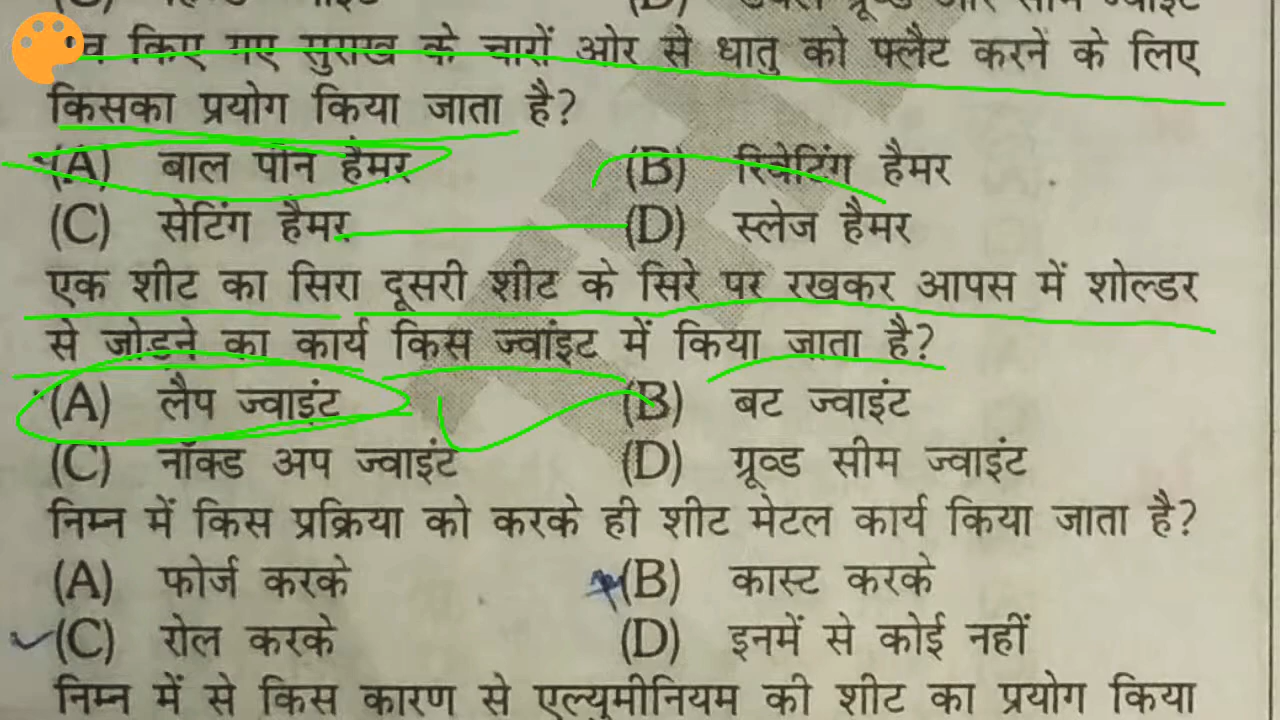 व किए गए सुराख के चारों ओर से धातु को फ्लैट करने के लिए
किसका प्रयोग किया जाता है?
(A) बाल पीन हैमर (B) रिवेटिंग हैमर
(C) सेटिंग हैमर (D) स्लेज हैमर
एक शीट का सिरा दूसरी शीट के सिरे पर रखकर आपस में शोल्डर
से जोड़ने का कार्य किस ज्वांइट में किया जाता है?
(A) लैप ज्वाइंट (B) बट ज्वाइंट
(C) नॉक्ड अप ज्वाइंट (D) ग्रूव्ड सीम ज्वाइंट
निम्न में किस प्रक्रिया को करके ही शीट मेटल कार्य किया जाता है?
(A) फोर्ज करके (B) कास्ट करके
(C) रोल करके (D) इनमें से कोई नहीं
निम्न में से किस कारण से एल्युमीनियम की शीट का प्रयोग किया